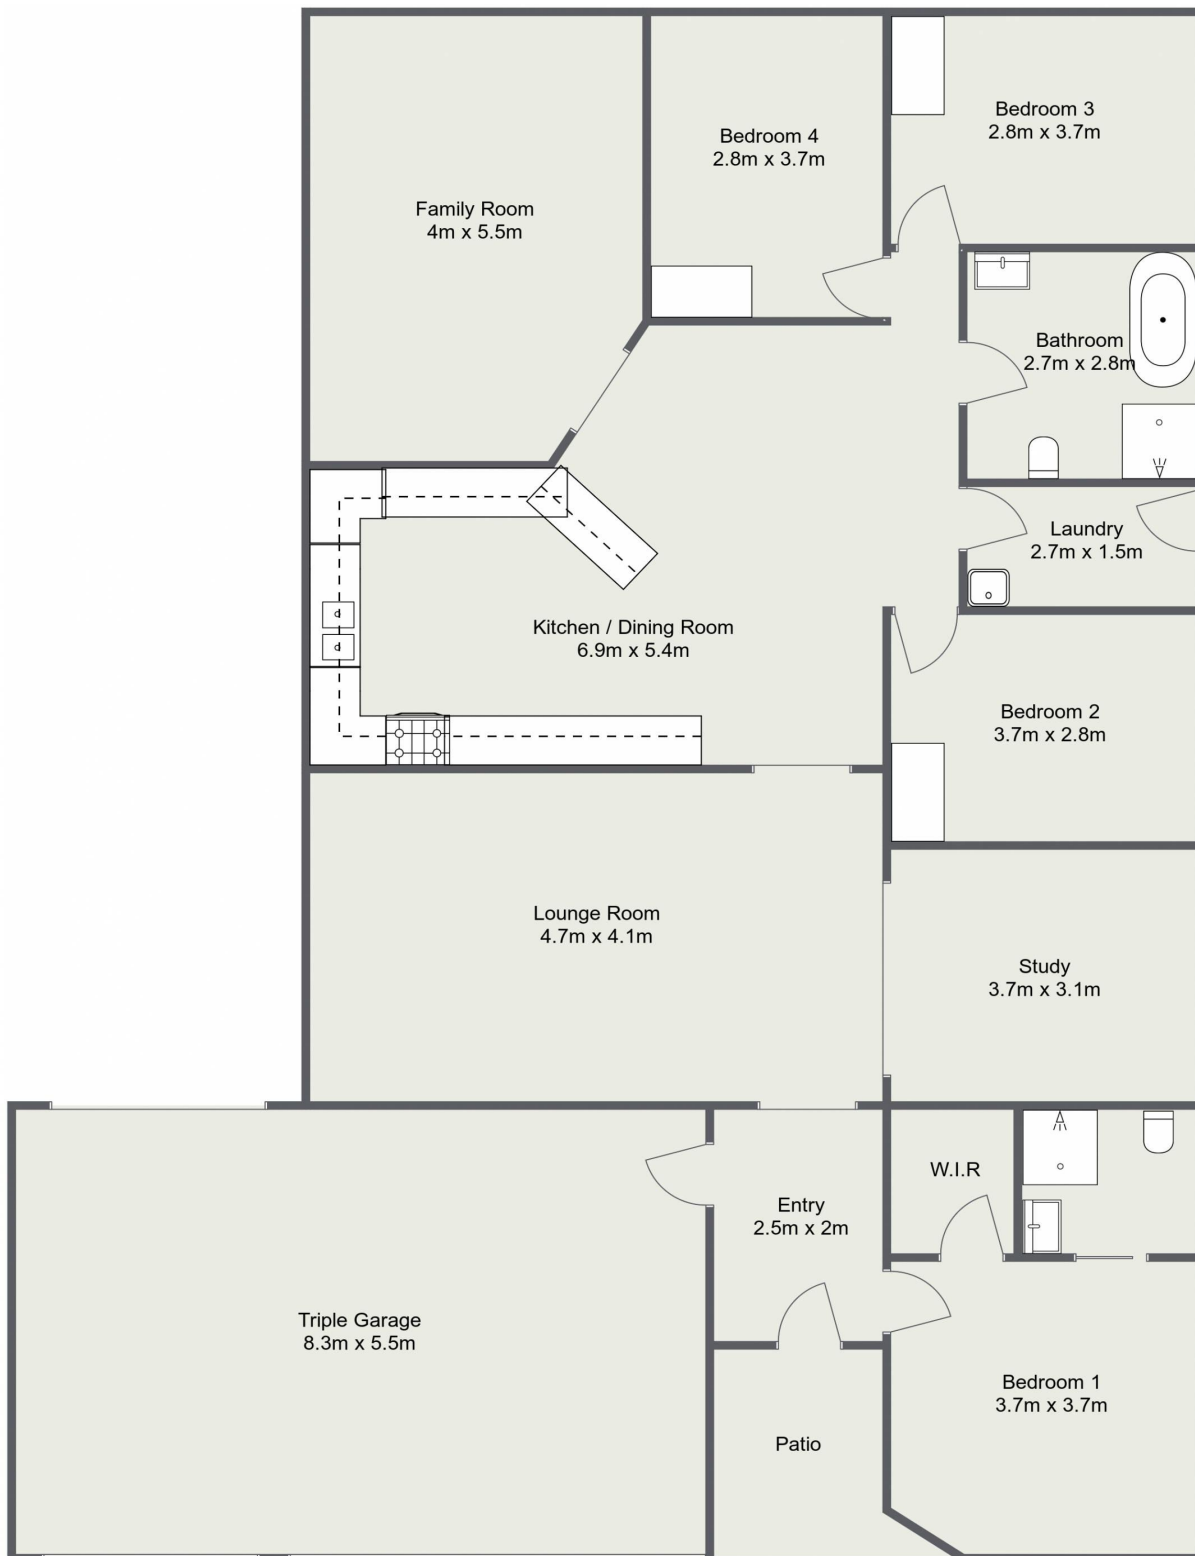 Bedroom 3
2.8m x 3.7m
Bedroom 4
2.8m x 3.7m
Family Room
4m x 5.5m
Bathroom
2.7m x 2.8m
Laundry
2.7m x 1.5m
Kitchen / Dining Room
6.9m x 5.4m
Bedroom 2
3.7m x 2.8m
Lounge Room
4.7m x 4.1m
Study
3.7m x 3.1m
W.I.R
Entry
2.5m x 2m
Triple Garage
8.3m x 5.5m
Bedroom 1
3.7m x 3.7m
Patio